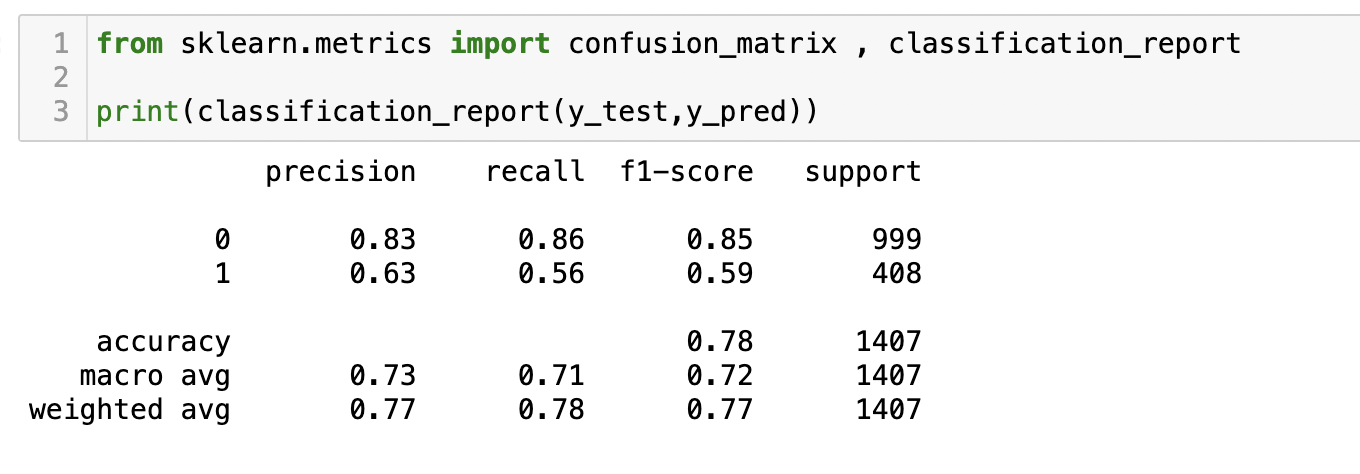 1 from sklearn.metrics import confusion_matrix , classification_report
2
3 print(classification_report(y_test,y_pred))
precision recall f1-score support
0 0.83 0.86 0.85 999
1 0.63 0.56 0.59 408
accuracy 0.78 1407
macro avg 0.73 0.71 0.72 1407
weighted avg 0.77 0.78 0.77 1407